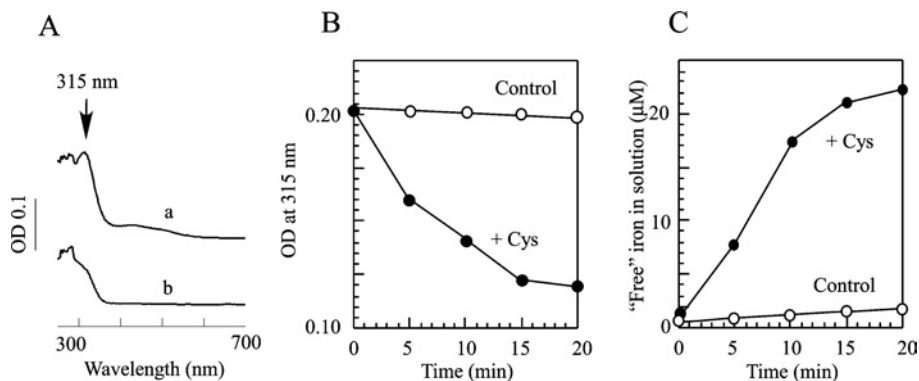 A
315 nm
OD 0.1
a
b
300
700
Wavelength (nm)
B
OD at 315 nm
0.20
0.10
Control
+ Cys
0
5
10
15
20
Time (min)
C
“Free” iron in solution (μM)
20
10
0
+ Cys
Control
0
5
10
15
20
Time (min)